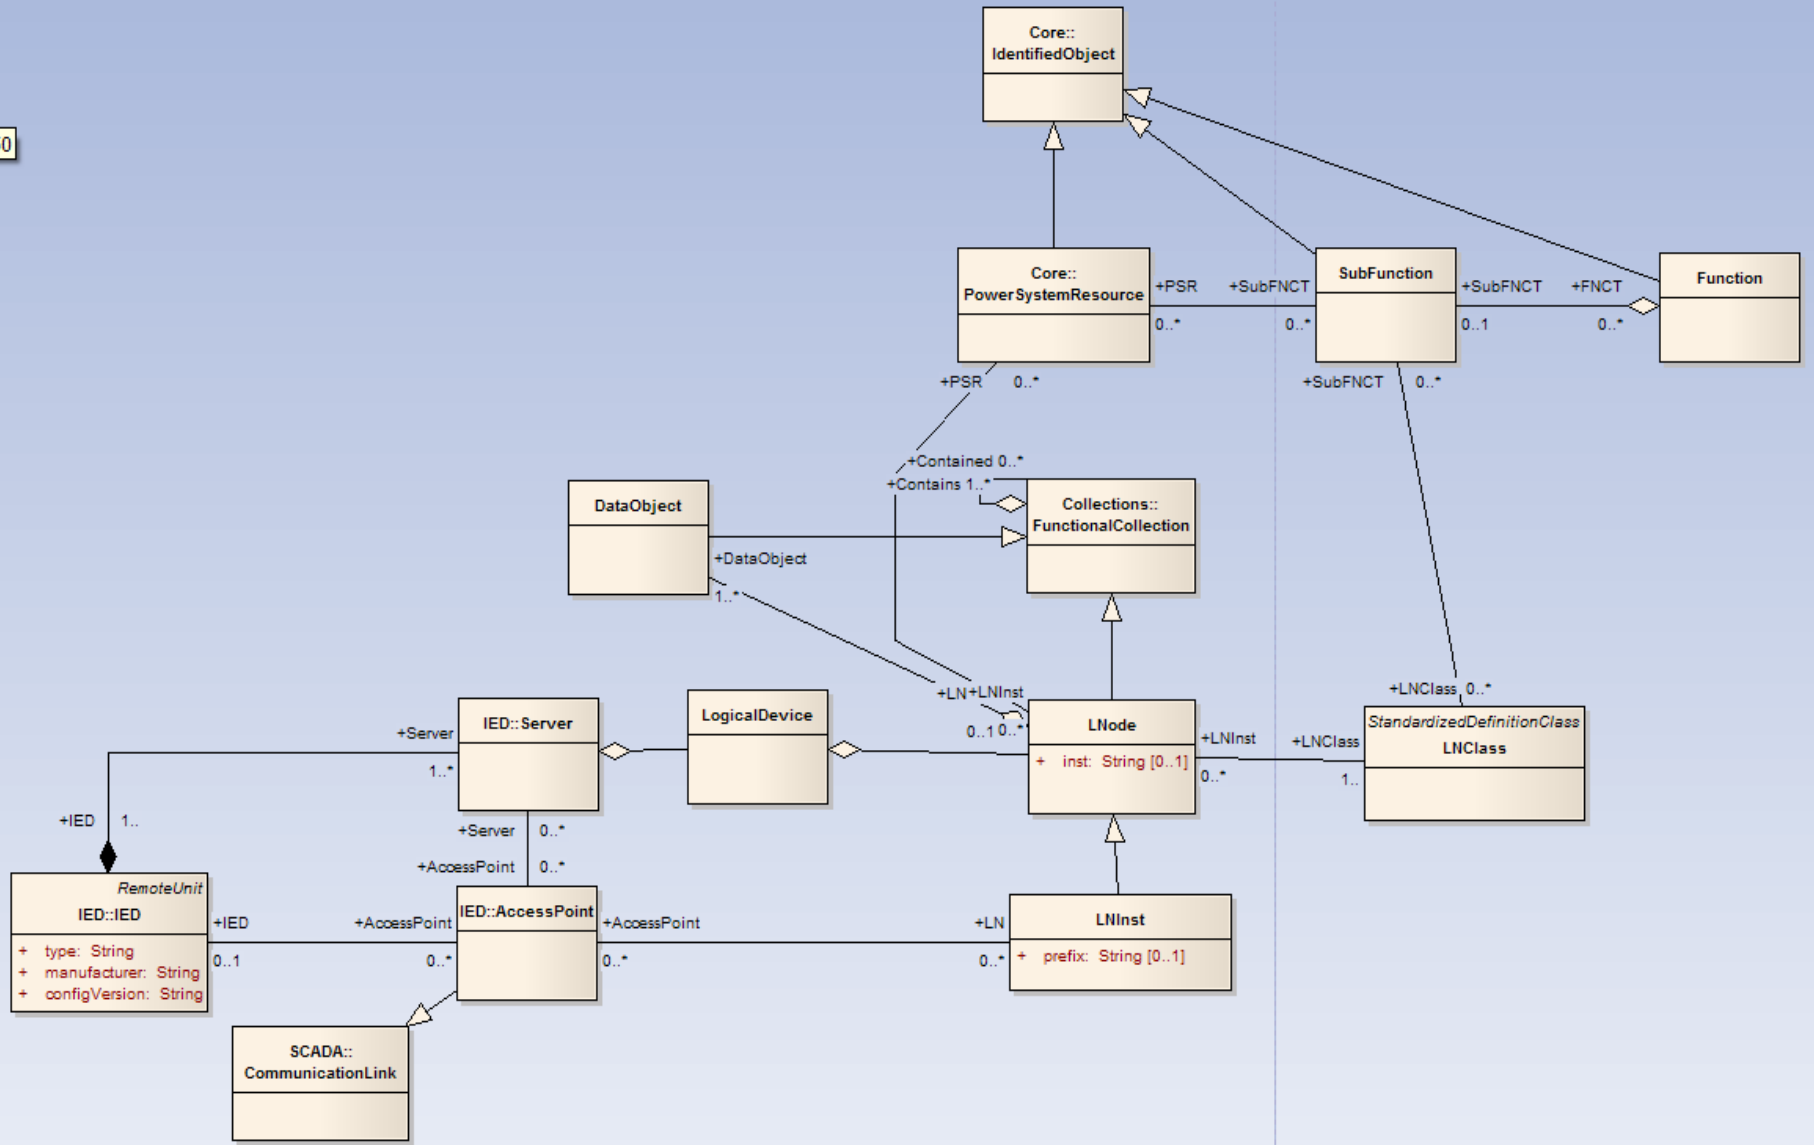 Core::
IdentifiedObject
0
Core::
PowerSystemResource
+PSR
+SubFNCT
0..*
0..*
SubFunction
+SubFNCT
+FNCT
0..1
0..*
Function
+PSR
0..*
+SubFNCT
0..*
+Contained 0..*
+Contains 1..*
DataObject
Collections::
FunctionalCollection
+DataObject
1..*
+LN
+LNInst
0..1
0..*
+LNClass 0..*
IED::Server
LogicalDevice
LNode
+ inst: String [0..1]
+LNInst
+LNClass
0..*
1..
StandardizedDefinitionClass
LNClass
+Server
1..*
+IED
1..
+Server
0..*
+AccessPoint
0..*
RemoteUnit
IED::IED
+ type: String
+ manufacturer: String
+ configVersion: String
+IED
+AccessPoint
0..1
0..*
IED::AccessPoint
+AccessPoint
+LN
0..*
0..*
LNInst
+ prefix: String [0..1]
SCADA::
CommunicationLink